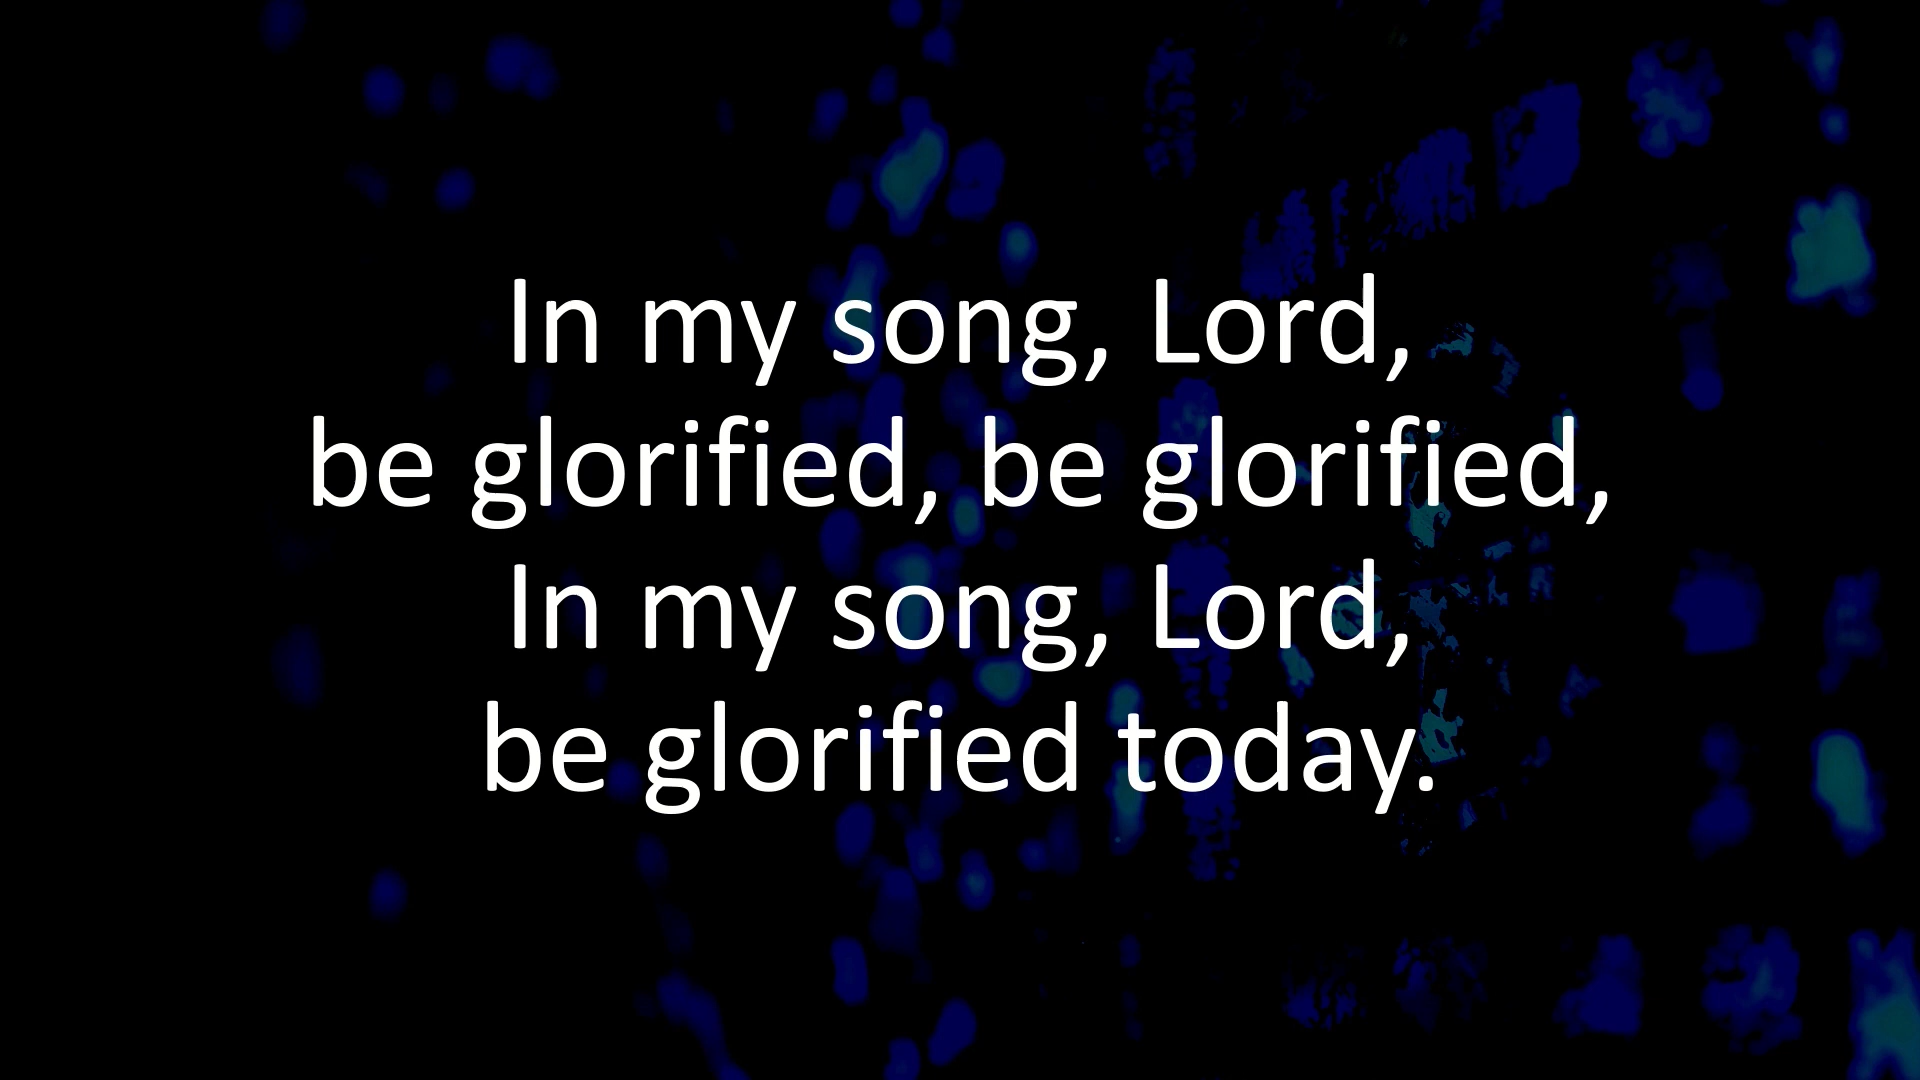 In my song, Lord,
be glorified, be glorified,
In my song, Lord,
be glorified today.